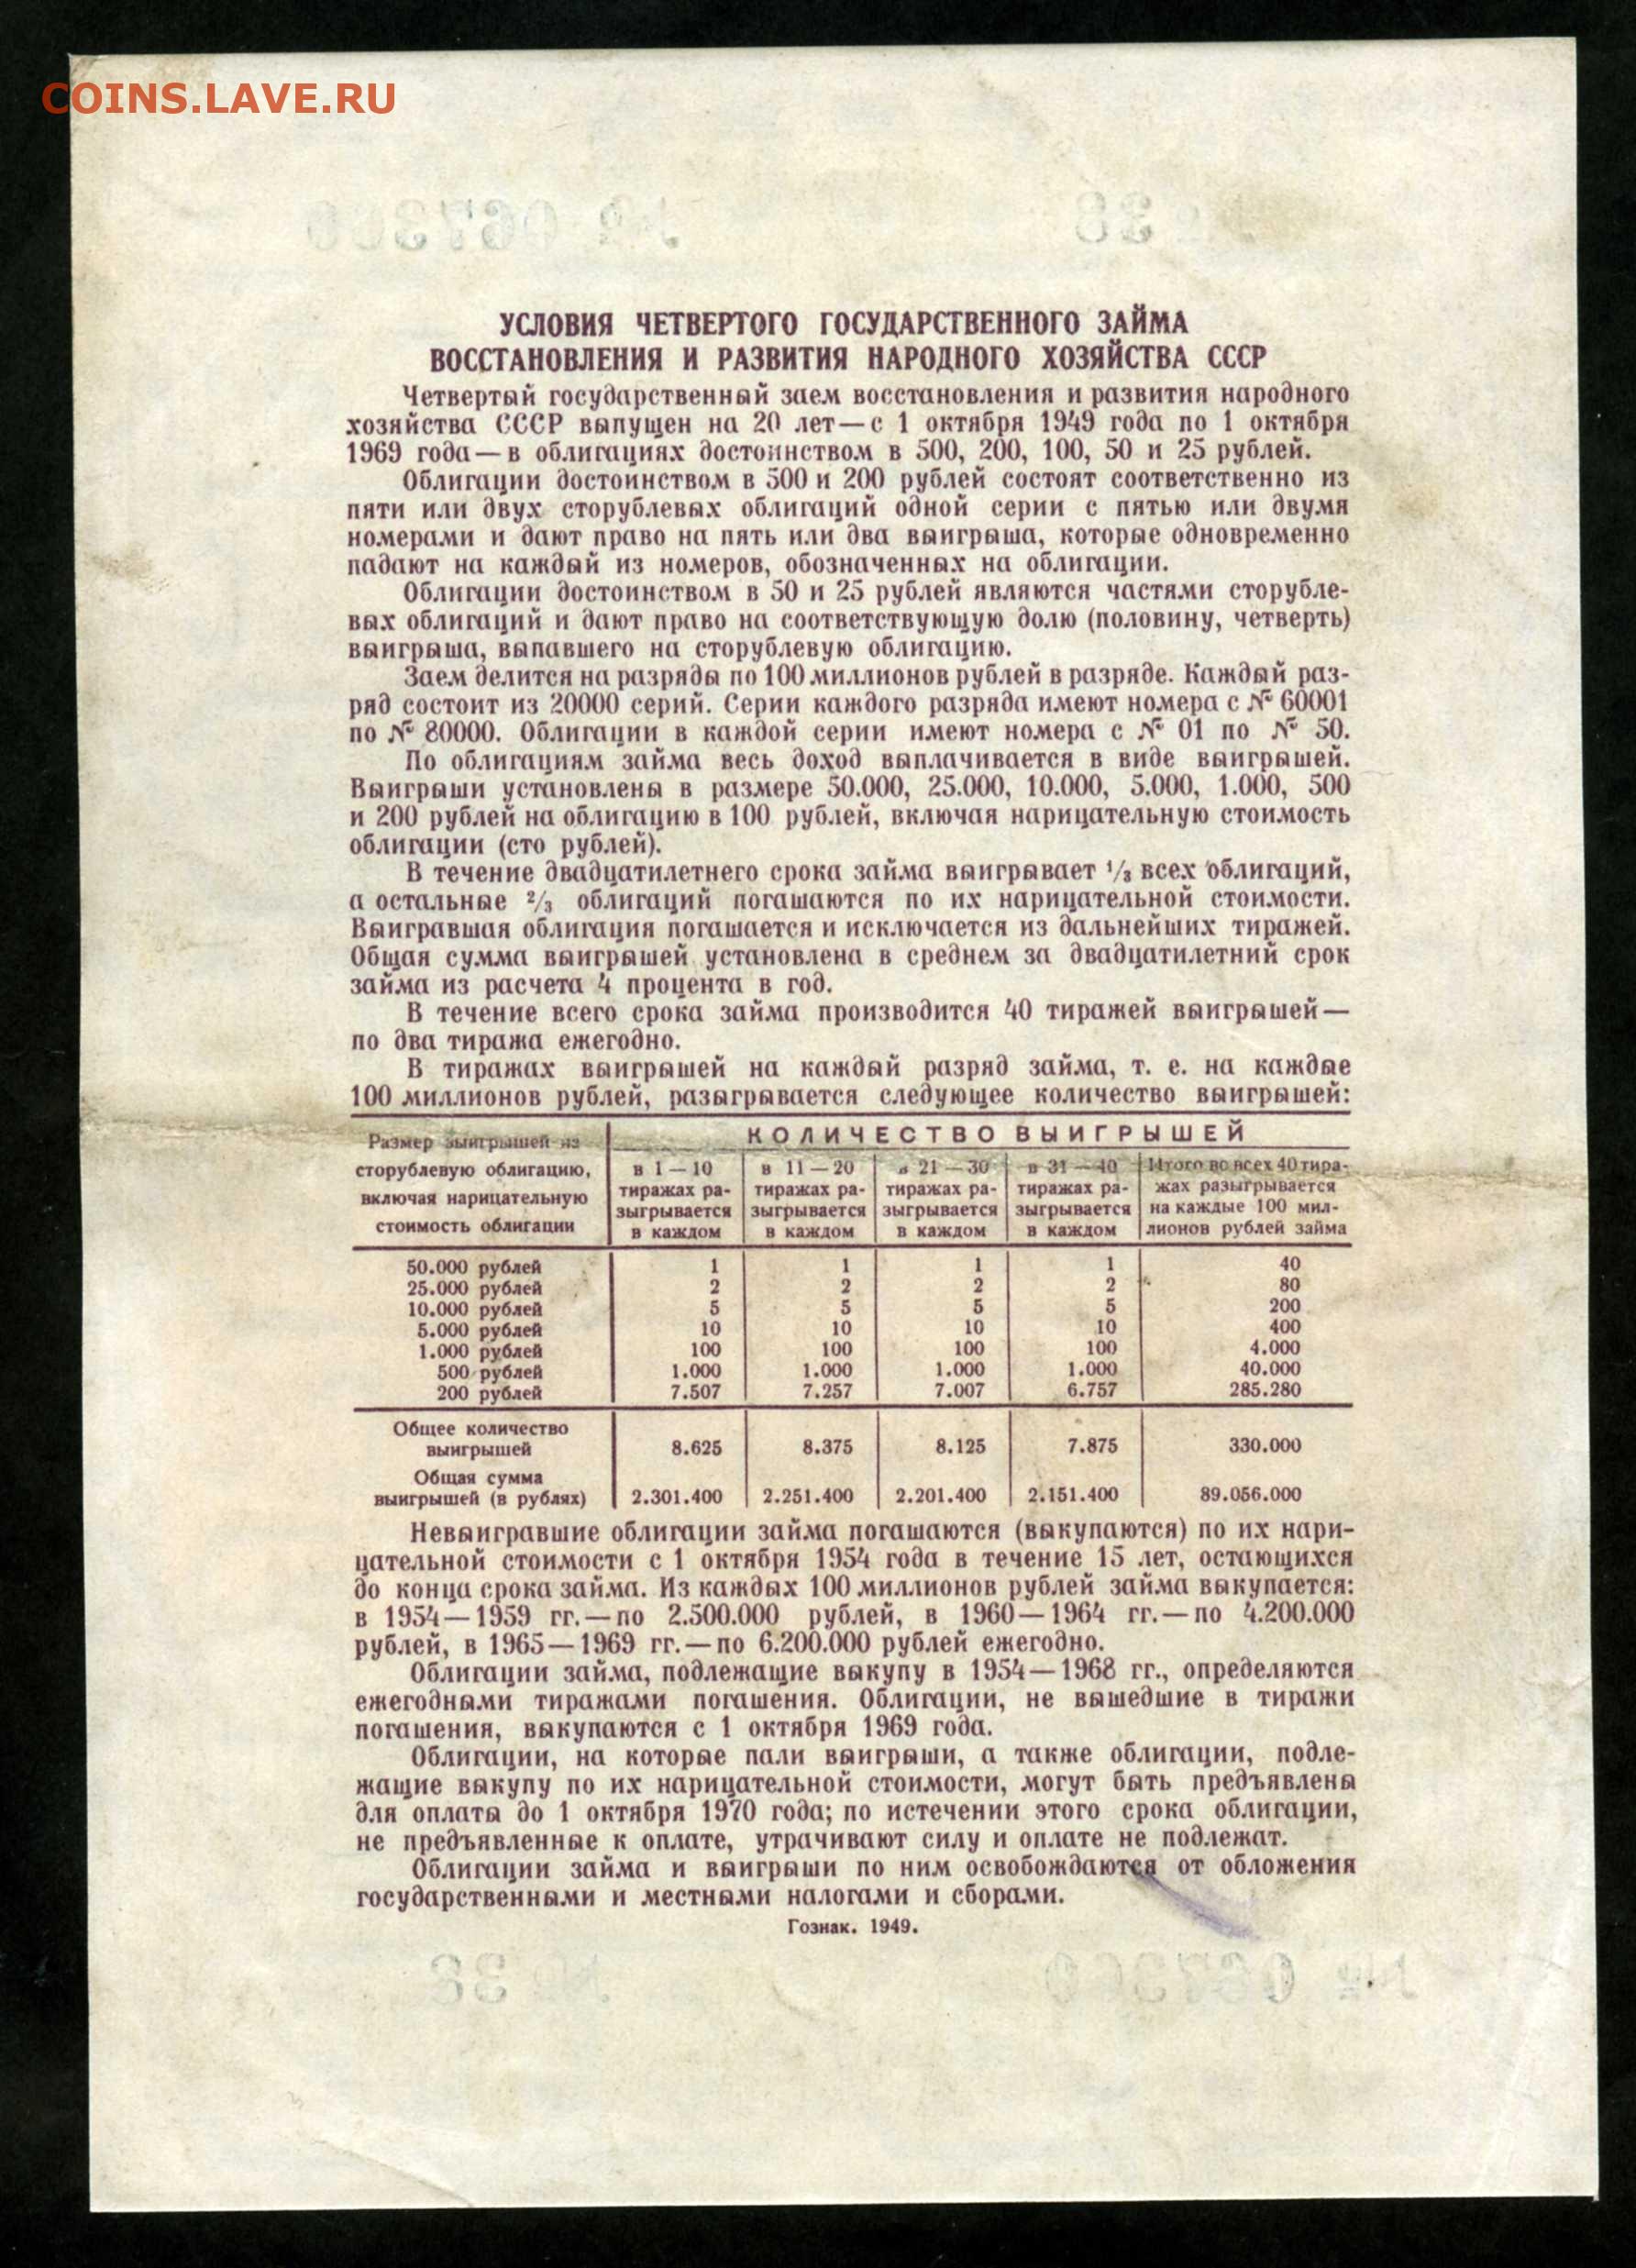 COINS.LAVE.RU
УСЛОВИЯ ЧЕТВЕРТОГО ГОСУДАРСТВЕННОГО ЗАЙМА
ВОССТАНОВЛЕНИЯ И РАЗВИТИЯ НАРОДНОГО ХОЗЯЙСТВА СССР
Четвертый государственный заем восстановления и развития народного
хозяйства СССР выпущен на 20 лет—с 1 октября 1949 года по 1 октября
1969 года—в облигациях достоинством в 500, 200, 100, 50 и 25 рублей.
Облигации достоинством в 500 и 200 рублей состоят соответственно из
пяти или двух сторублевых облигаций одной серии с пятью или двумя
номерами и дают право на пять или два выигрыша, которые одновременно
падают на каждый из номеров, обозначенных на облигации.
Облигации достоинством в 50 и 25 рублей являются частями сторубле-
вых облигаций и дают право на соответствующую долю (половину, четверть)
выигрыша, выпавшего на сторублевую облигацию.
Заем делится на разряды по 100 миллионов рублей в разряде. Каждый раз-
ряд состоит из 20000 серий. Серии каждого разряда имеют номера с № 60001
по № 80000. Облигации в каждой серии имеют номера с № 01 по № 50.
По облигациям займа весь доход выплачивается в виде выигрышей.
Выигрыши установлены в размере 50.000, 25.000, 10.000, 5.000, 1.000, 500
и 200 рублей на облигацию в 100 рублей, включая нарицательную стоимость
облигации (сто рублей).
В течение двадцатилетнего срока займа выигрывает 1/3 всех облигаций,
а остальные 2/3 облигаций погашаются по их нарицательной стоимости.
Выигравшая облигация погашается и исключается из дальнейших тиражей.
Общая сумма выигрышей установлена в среднем за двадцатилетний срок
займа из расчета 4 процента в год.
В течение всего срока займа производится 40 тиражей выигрышей—
по два тиража ежегодно.
В тиражах выигрышей на каждый разряд займа, т. е. на каждые
100 миллионов рублей, разыгрывается следующее количество выигрышей:
Размер выигрышей на КОЛИЧЕСТВО ВЫИГРЫШЕЙ
сторублевую облигацию, в 1—10 в 11—20 в 21—30 в 31—40 Итого во всех 40 тира-
включая нарицательную тиражах ра- тиражах ра- тиражах ра- тиражах ра- жах разыгрывается
стоимость облигации зыгрывается зыгрывается зыгрывается зыгрывается на каждые 100 мил-
в каждом в каждом в каждом в каждом лионов рублей займа
50.000 рублей 1 1 1 1 40
25.000 рублей 2 2 2 2 80
10.000 рублей 5 5 5 5 200
5.000 рублей 10 10 10 10 400
1.000 рублей 100 100 100 100 4.000
500 рублей 1.000 1.000 1.000 1.000 40.000
200 рублей 7.507 7.257 7.007 6.757 285.280
Общее количество
выигрышей 8.625 8.375 8.125 7.875 330.000
Общая сумма
выигрышей (в рублях) 2.301.400 2.251.400 2.201.400 2.151.400 89.056.000
Невыигравшие облигации займа погашаются (выкупаются) по их нари-
цательной стоимости с 1 октября 1954 года в течение 15 лет, остающихся
до конца срока займа. Из каждых 100 миллионов рублей займа выкупается:
в 1954—1959 гг.—по 2.500.000 рублей, в 1960—1964 гг.—по 4.200.000
рублей, в 1965—1969 гг.—по 6.200.000 рублей ежегодно.
Облигации займа, подлежащие выкупу в 1954—1968 гг., определяются
ежегодными тиражами погашения. Облигации, не вышедшие в тиражи
погашения, выкупаются с 1 октября 1969 года.
Облигации, на которые пали выигрыши, а также облигации, подле-
жащие выкупу по их нарицательной стоимости, могут быть предъявлены
для оплаты до 1 октября 1970 года; по истечении этого срока облигации,
не предъявленные к оплате, утрачивают силу и оплате не подлежат.
Облигации займа и выигрыши по ним освобождаются от обложения
государственными и местными налогами и сборами.
Гознак. 1949.